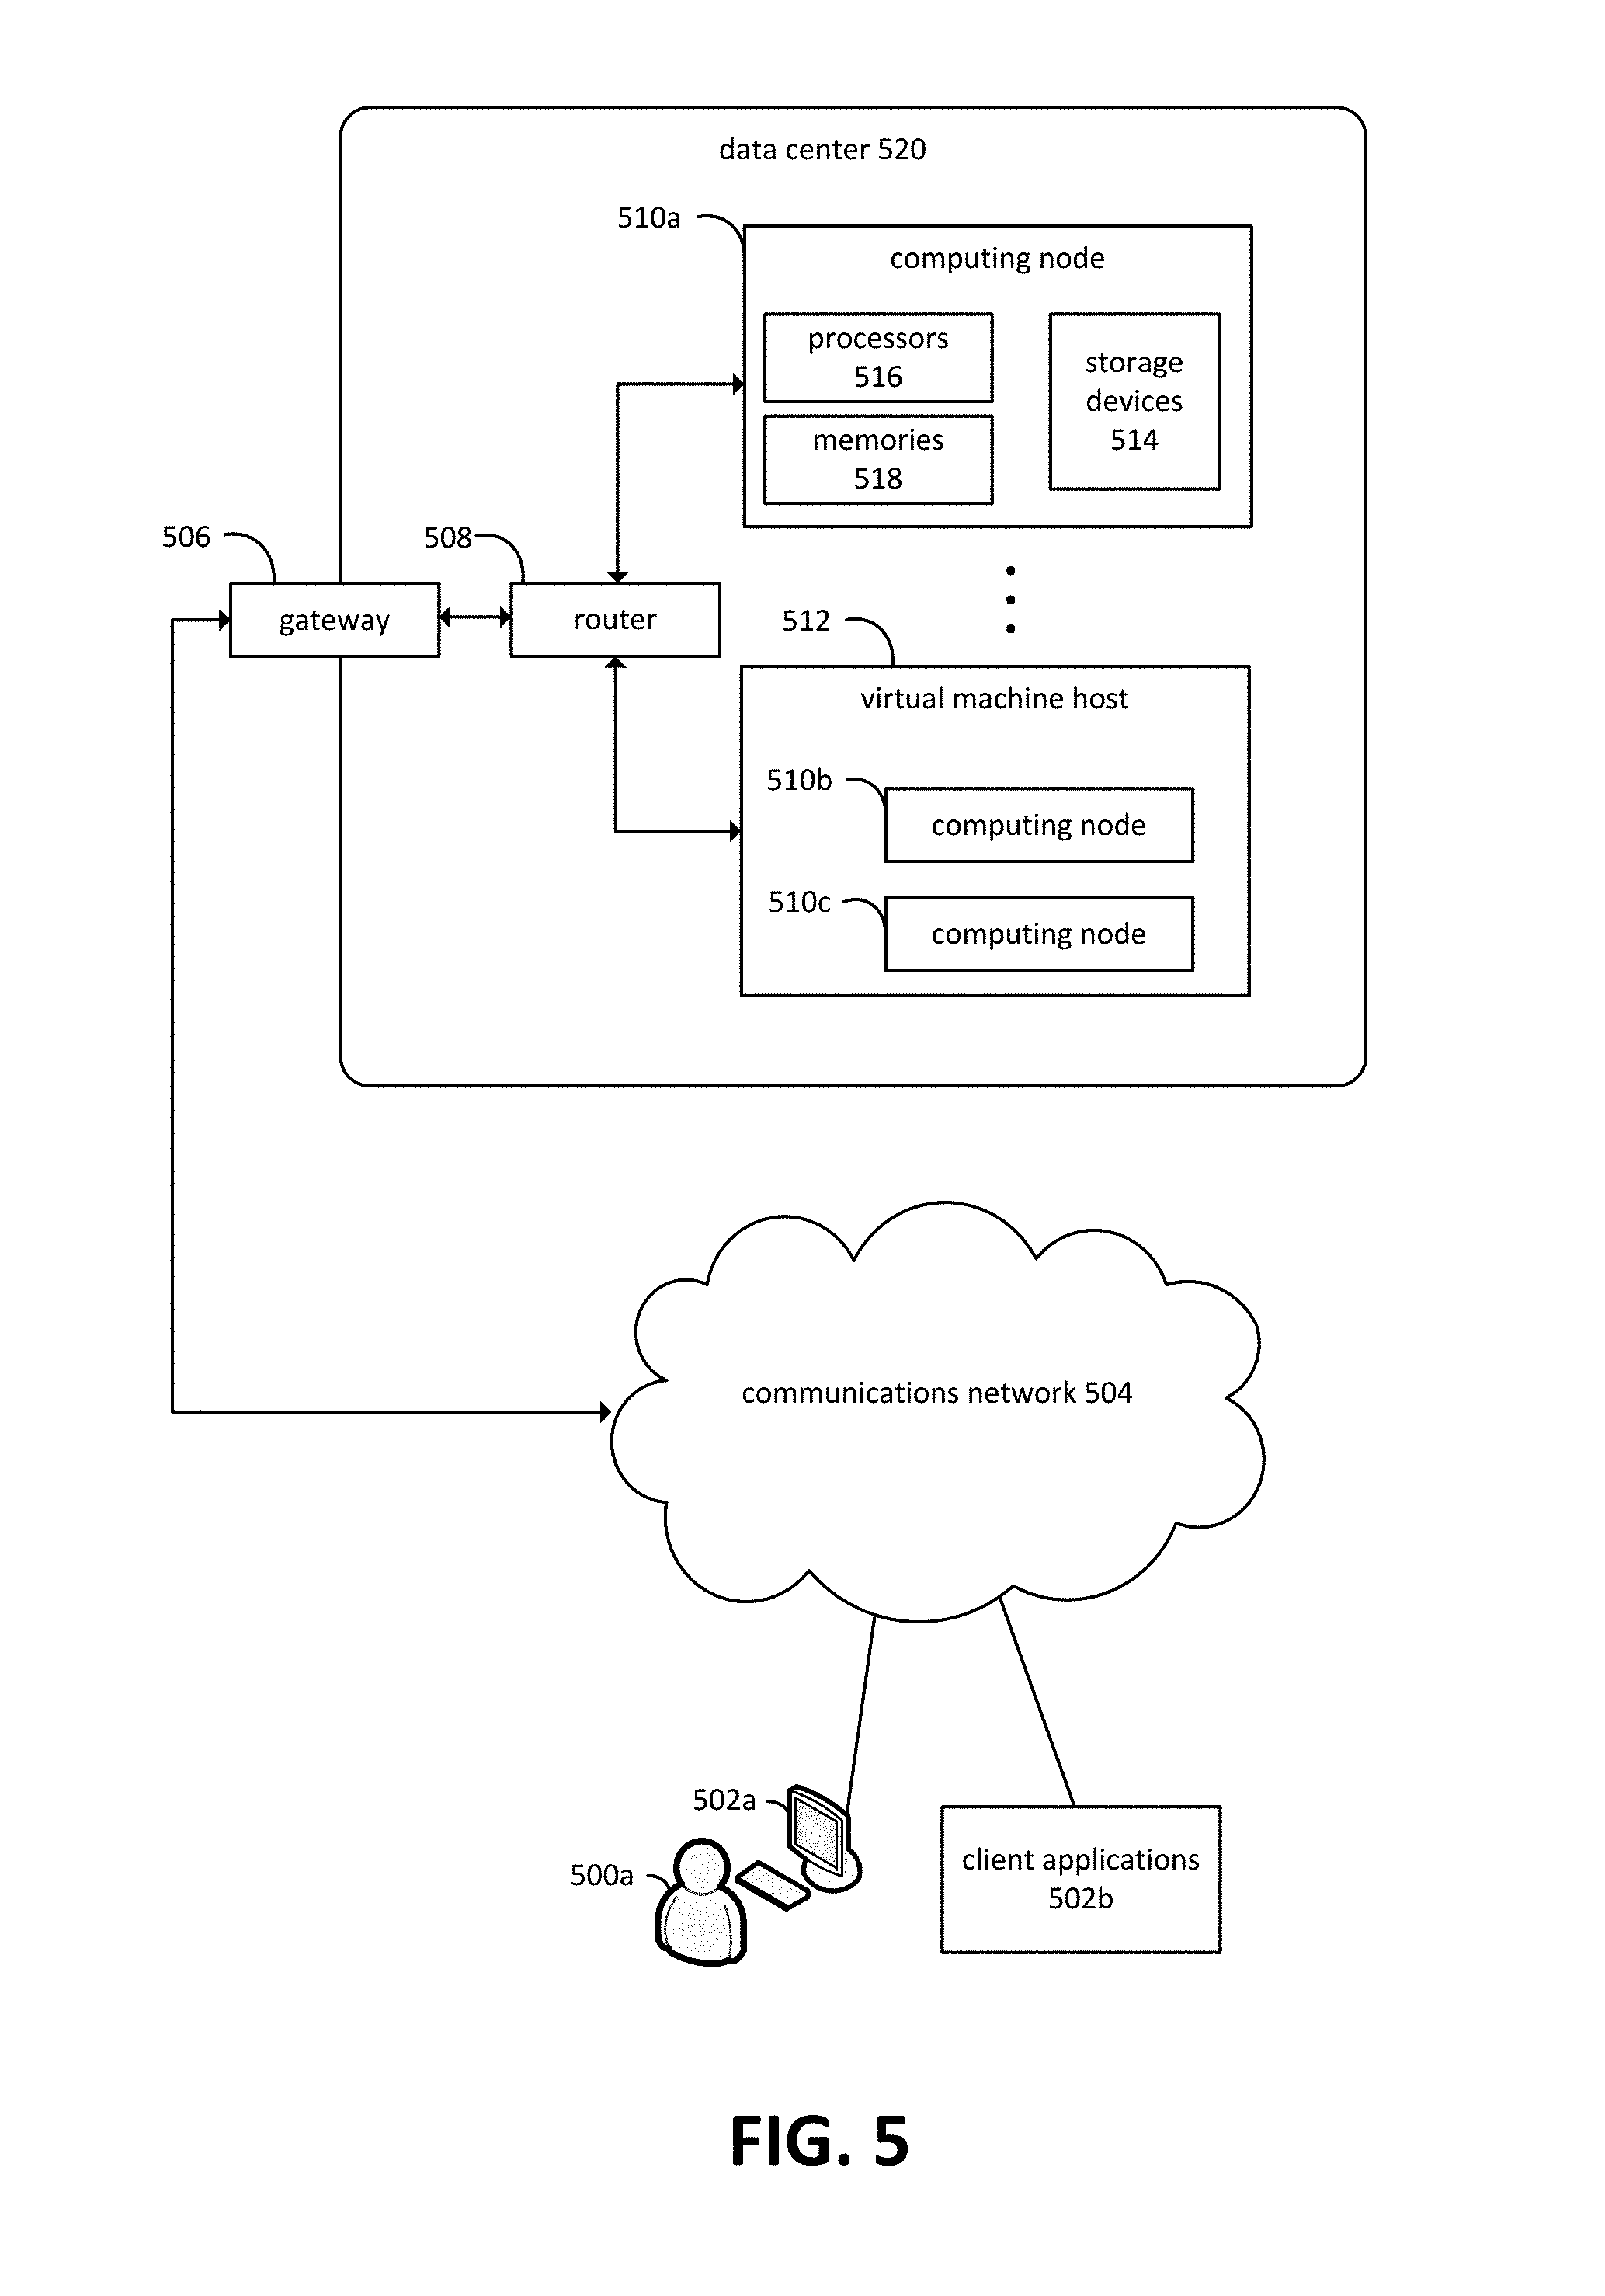 data center 520
510a
computing node
processors
516
storage
devices
514
memories
518
506
508
gateway
router
512
virtual machine host
510b
computing node
510c
computing node
communications network 504
502a
500a
client applications
502b
FIG. 5